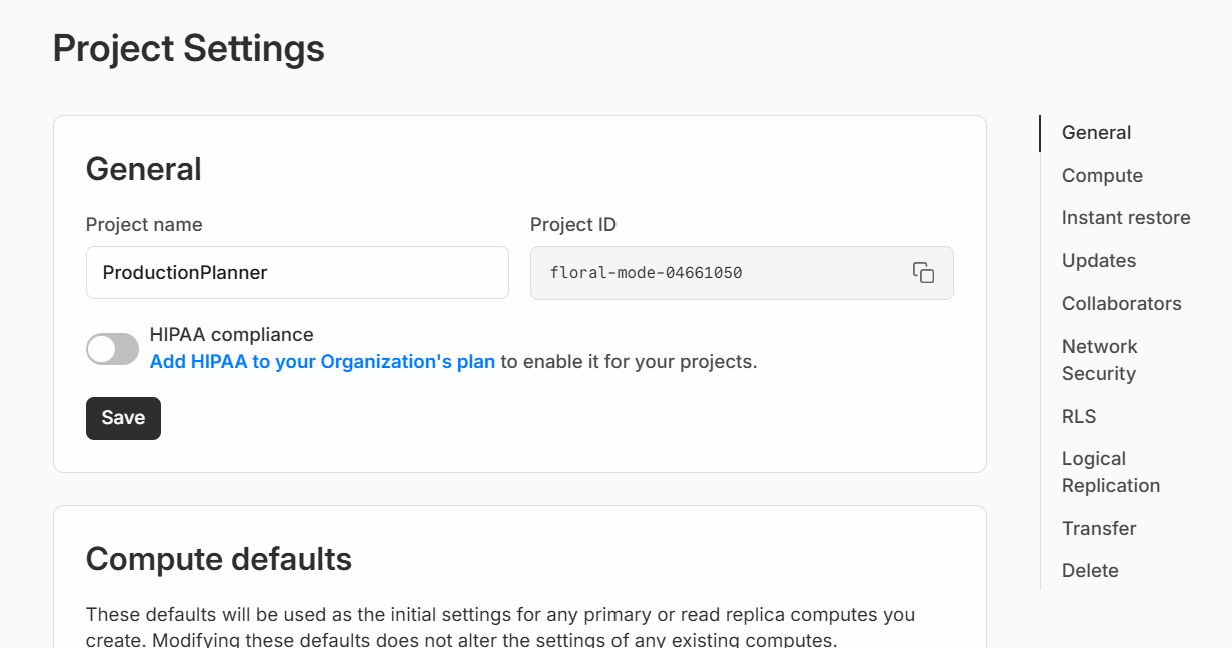 Project Settings
General
Project name
Project ID
ProductionPlanner
floral-mode-04661050
HIPAA compliance
Add HIPAA to your Organization's plan to enable it for your projects.
Save
Compute defaults
These defaults will be used as the initial settings for any primary or read replica computes you
create. Modifying these defaults does not alter the settings of any existing computes.
General
Compute
Instant restore
Updates
Collaborators
Network
Security
RLS
Logical
Replication
Transfer
Delete